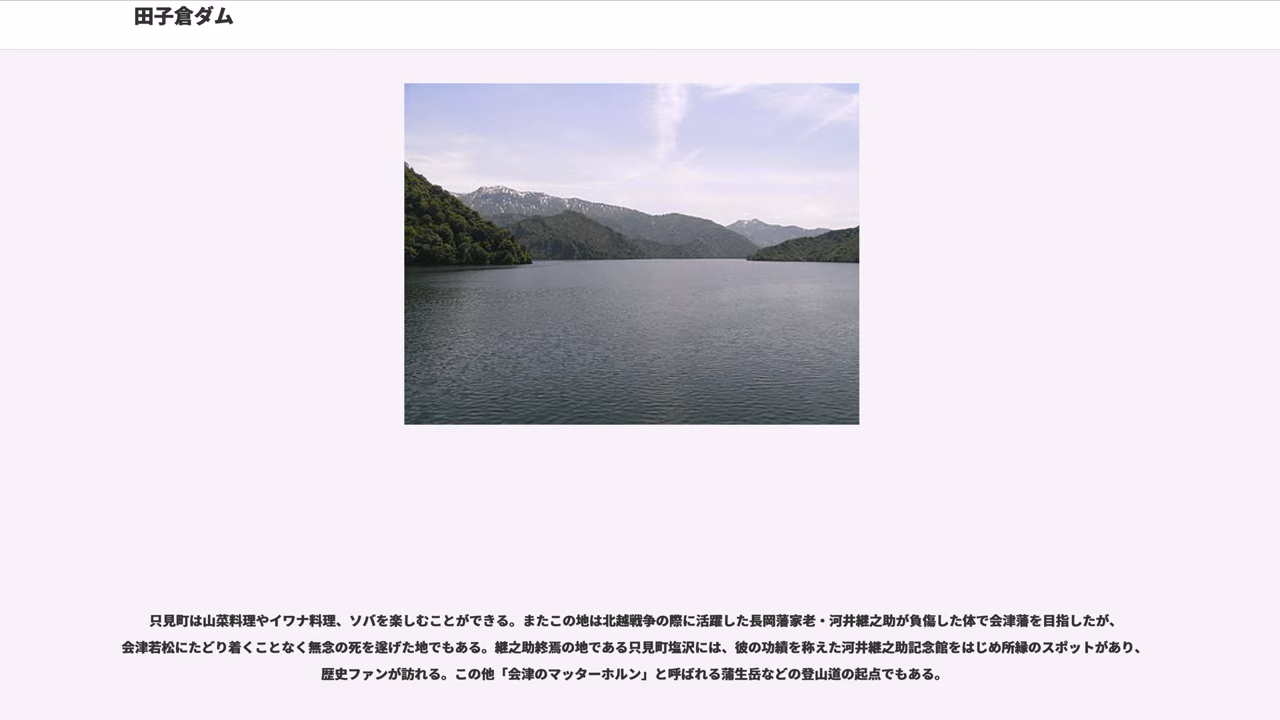 田子倉ダム
只見町は山菜料理やイワナ料理、ソバを楽しむことができる。またこの地は北越戦争の際に活躍した長岡藩家老・河井継之助が負傷した体で会津藩を目指したが、
会津若松にたどり着くことなく無念の死を遂げた地でもある。継之助終焉の地である只見町塩沢には、彼の功績を称えた河井継之助記念館をはじめ所縁のスポットがあり、
歴史ファンが訪れる。この他「会津のマッターホルン」と呼ばれる蒲生岳などの登山道の起点でもある。